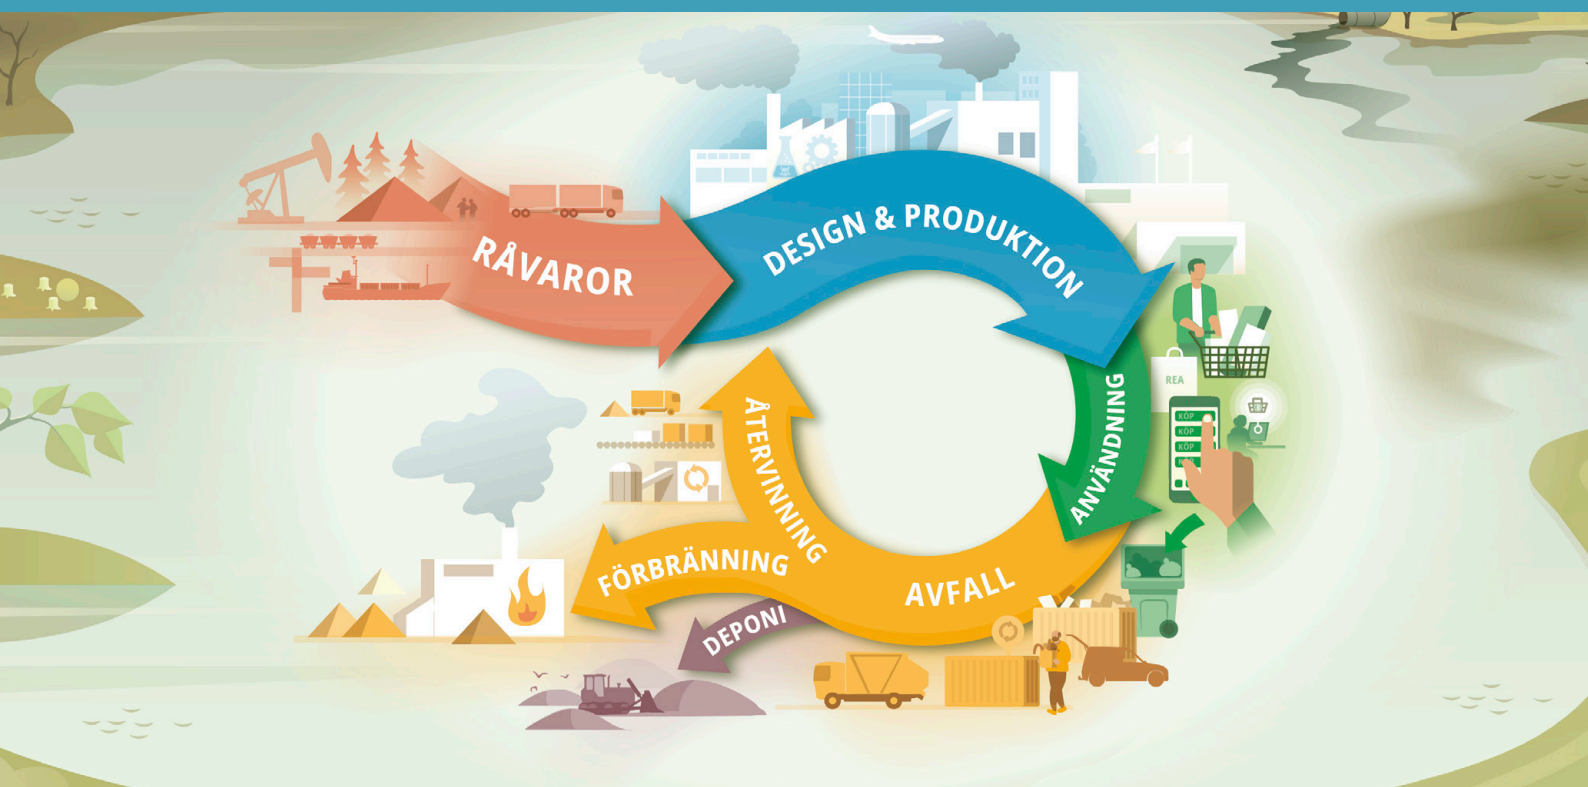 RÅVAROR
DESIGN & PRODUKTION
ANVÄNDNING
REA
KÖP
KÖP
KÖP
ÅTERVINNING
FÖRBRÄNNING
AVFALL
DEPONI